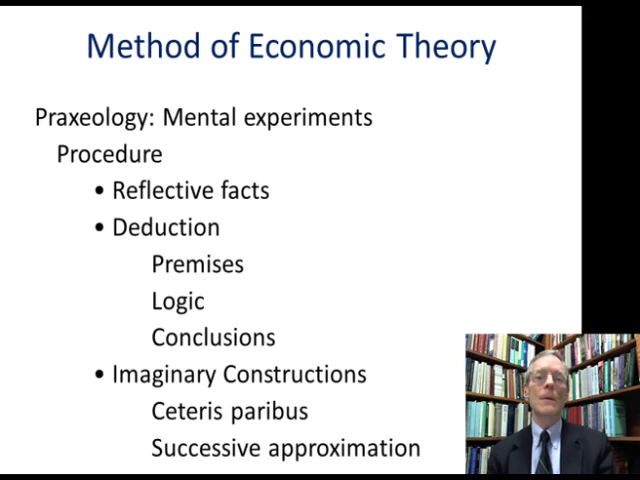 Method of Economic Theory
Praxeology: Mental experiments
Procedure
• Reflective facts
• Deduction
Premises
Logic
Conclusions
• Imaginary Constructions
Ceteris paribus
Successive approximation